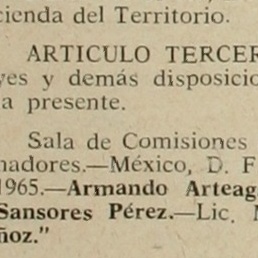 cienda del Territorio.
ARTICULO TERCER
yes y demás disposicio
a presente.
Sala de Comisiones
nadores.—México, D. F
1965.—Armando Arteag
Sansores Pérez.—Lic. M
ñoz."